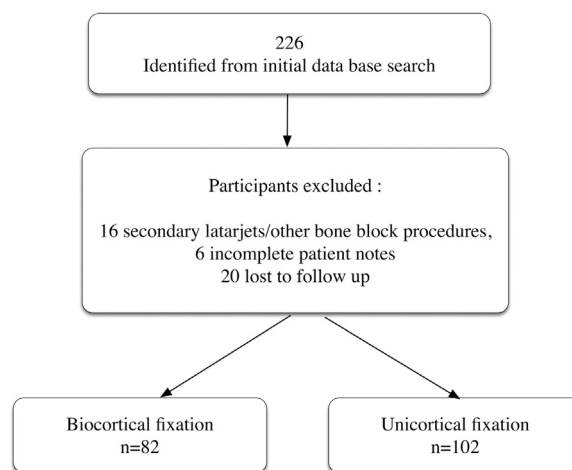 226
Identified from initial data base search
Participants excluded :
16 secondary latarjets/other bone block procedures,
6 incomplete patient notes
20 lost to follow up
Biocortical fixation
n=82
Unicortical fixation
n=102